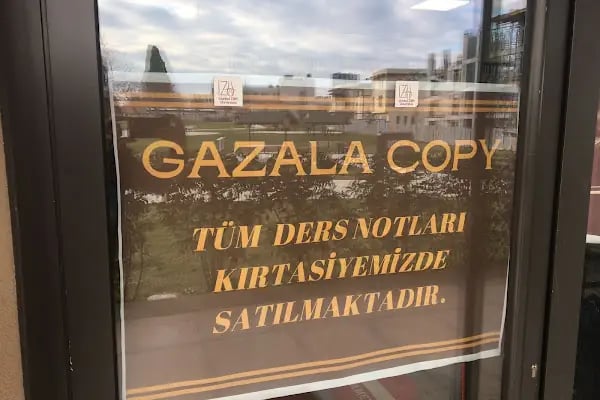 GAZALA COPY
TÜM DERS NOTLARI
KIRTASİYEMİZDE
SATILMAKTADIR.